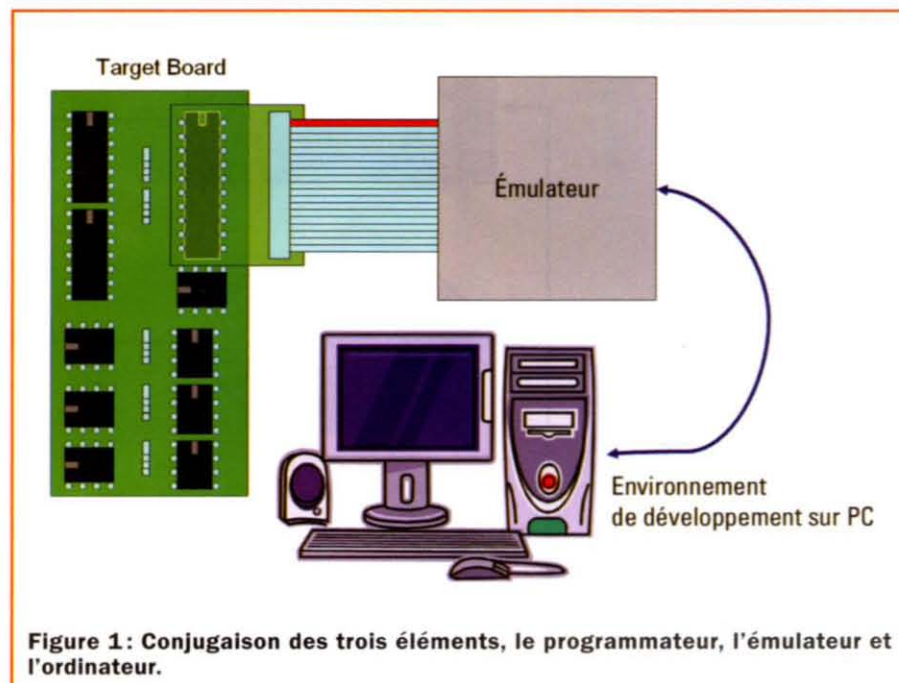 Target Board
Émulateur
Environnement
de développement sur PC
Figure 1: Conjugaison des trois éléments, le programmateur, l'émulateur et
l'ordinateur.